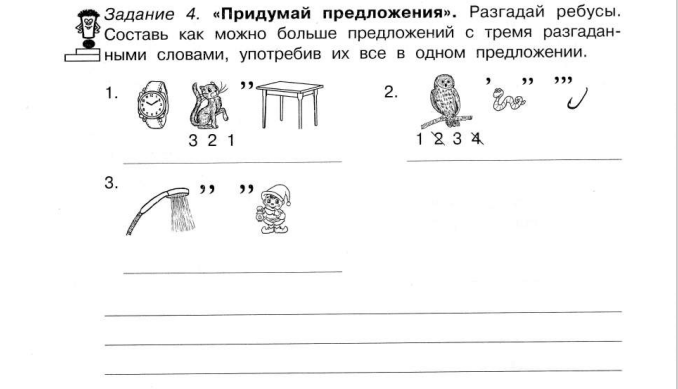 Задание 4. «Придумай предложения». Разгадай ребусы.
Составь как можно больше предложений с тремя разгадан-
ными словами, употребив их все в одном предложении.
1. ,, 2. , ,, ,,,
3 2 1 1 2 3 4
3. ,, ,,